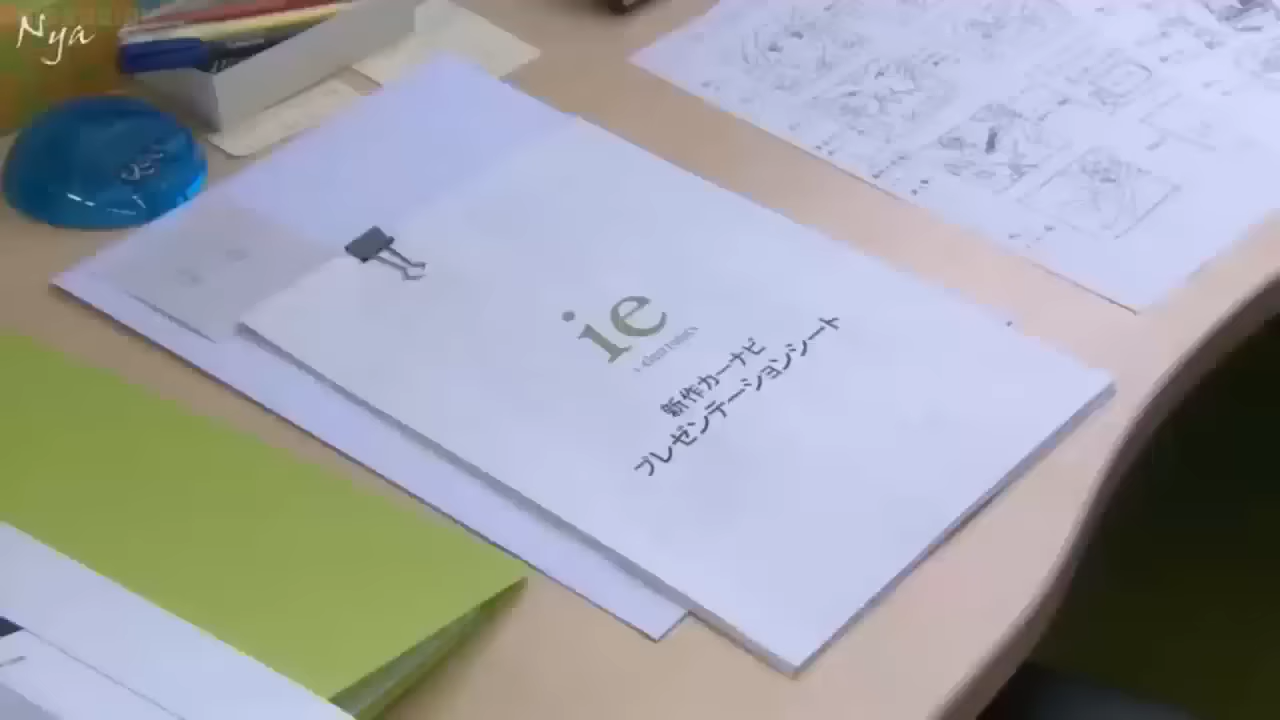 Nya
ie
electronics
新作カーナビ
プレゼンテーションシート